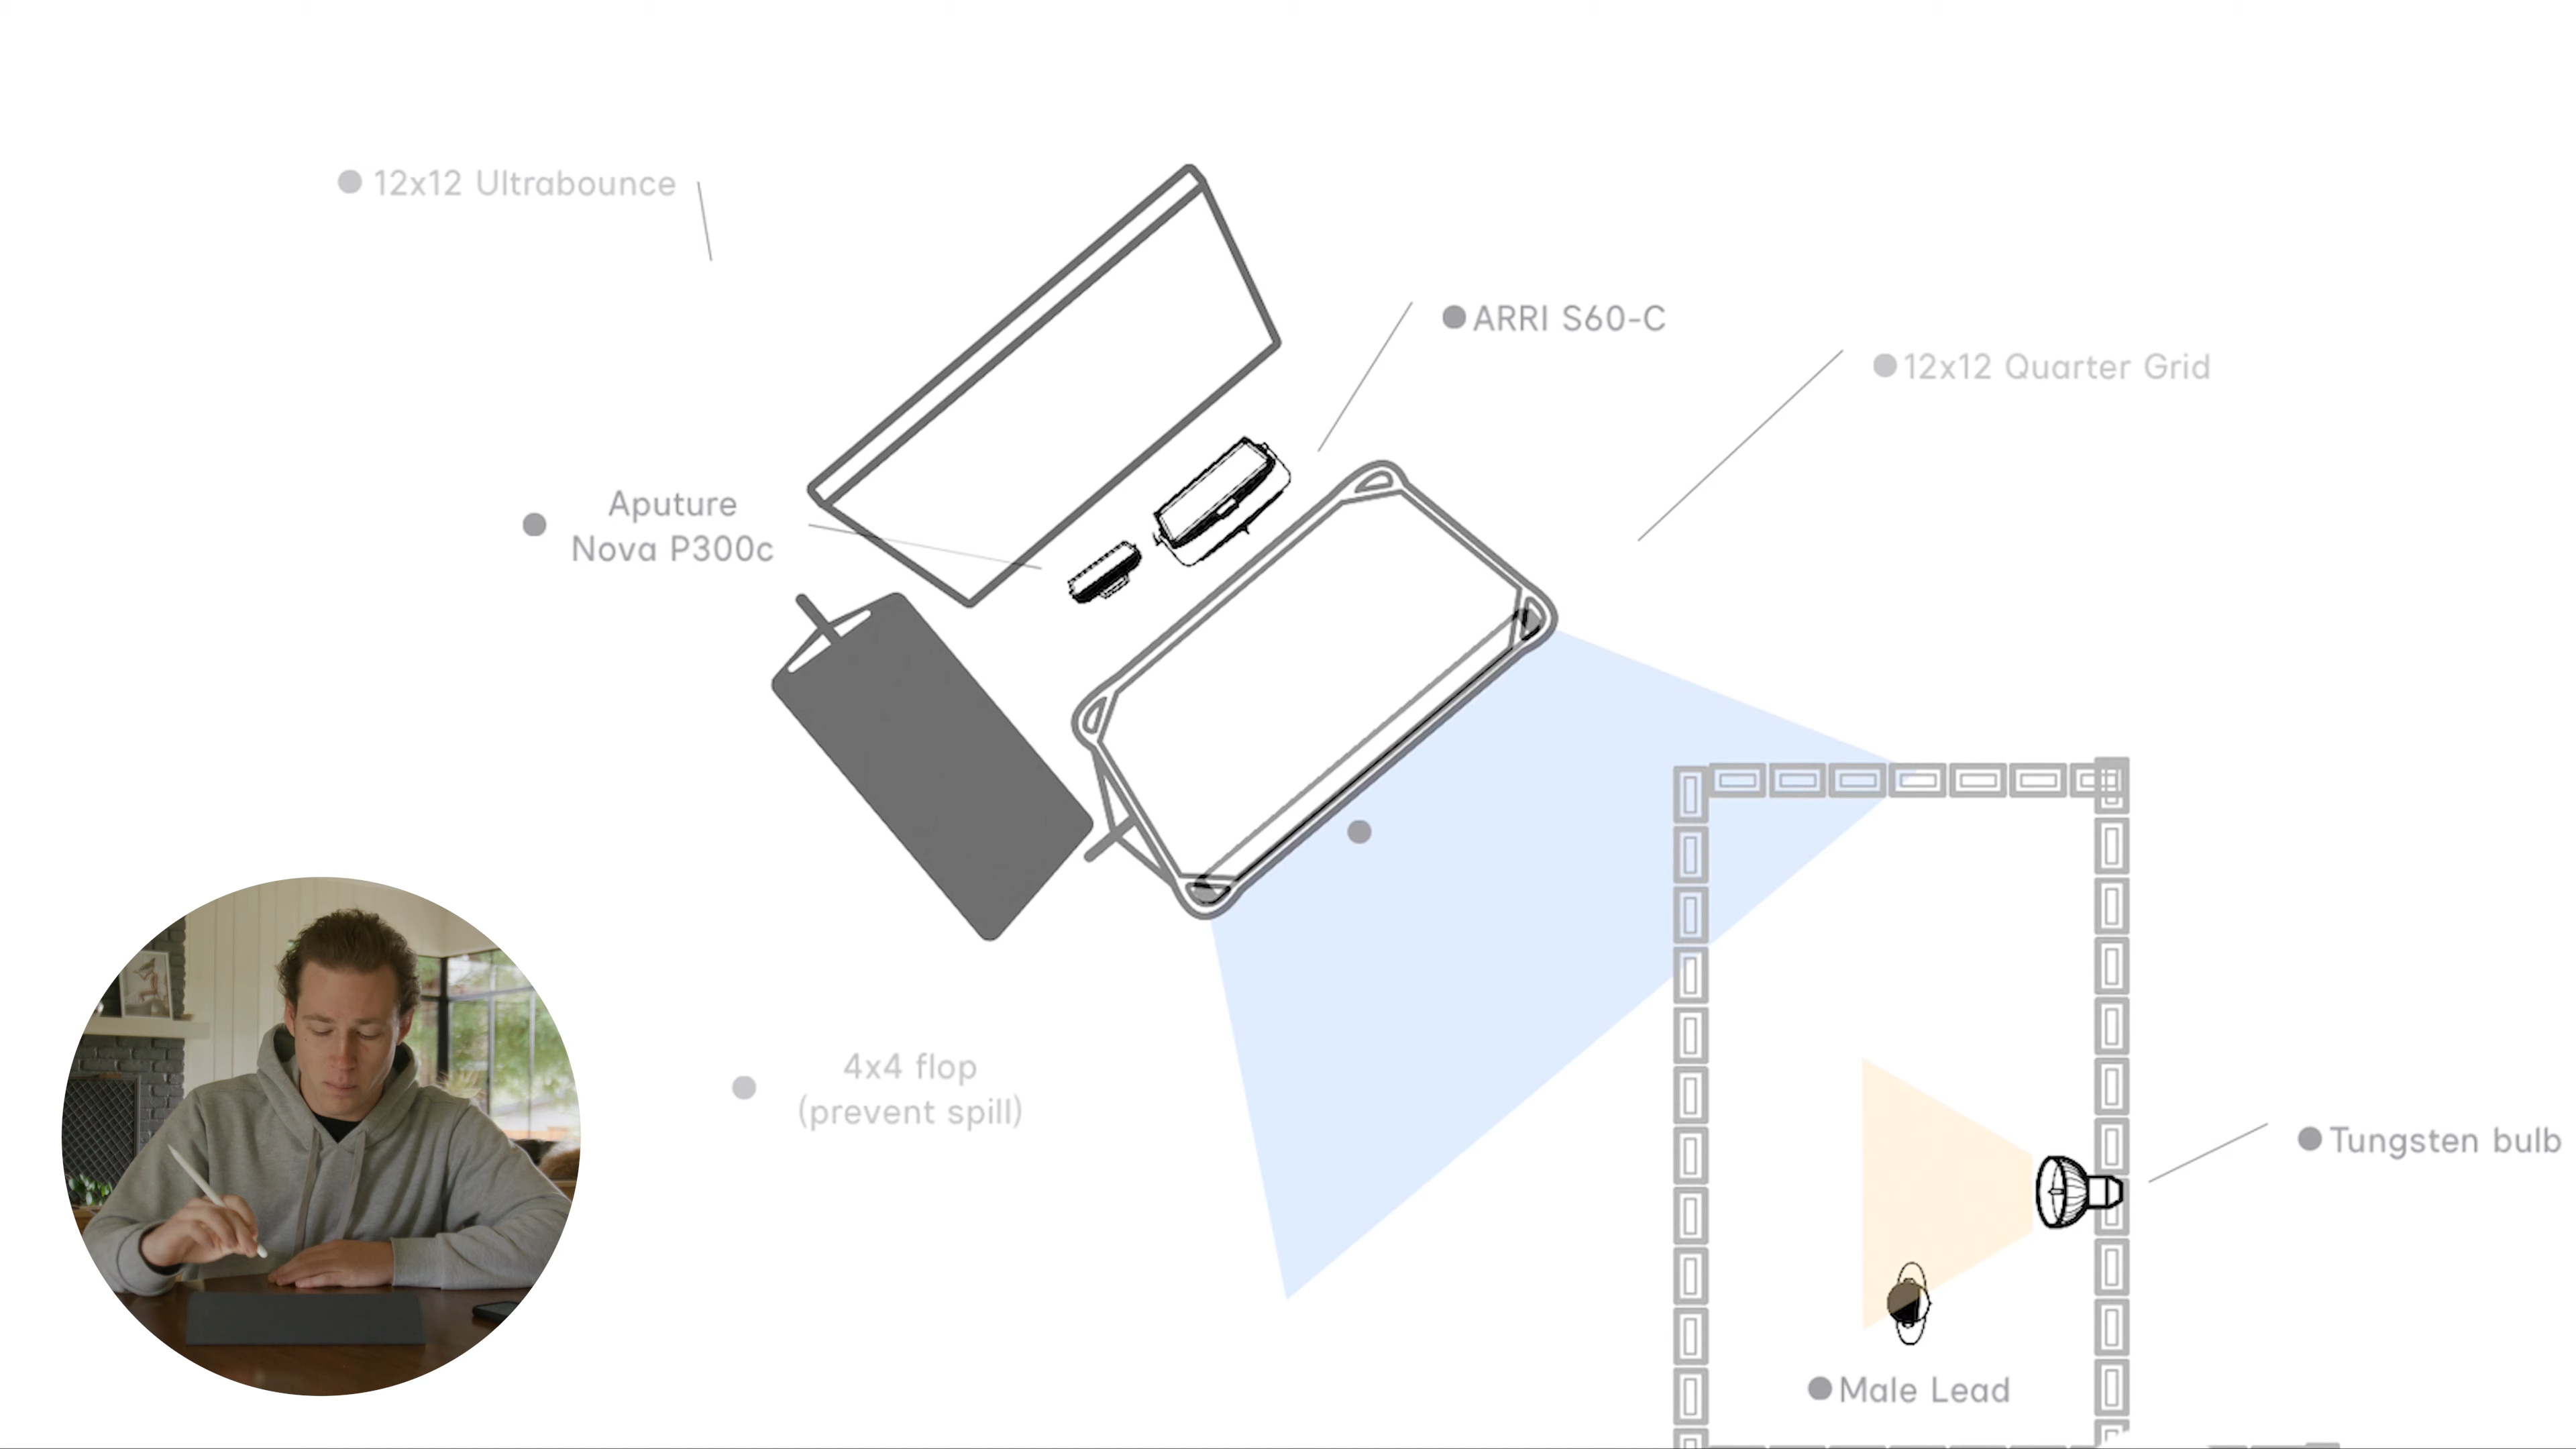 12x12 Ultrabounce
ARRI S60-C
12x12 Quarter Grid
Aputure
Nova P300c
4x4 flop
(prevent spill)
Tungsten bulb
Male Lead